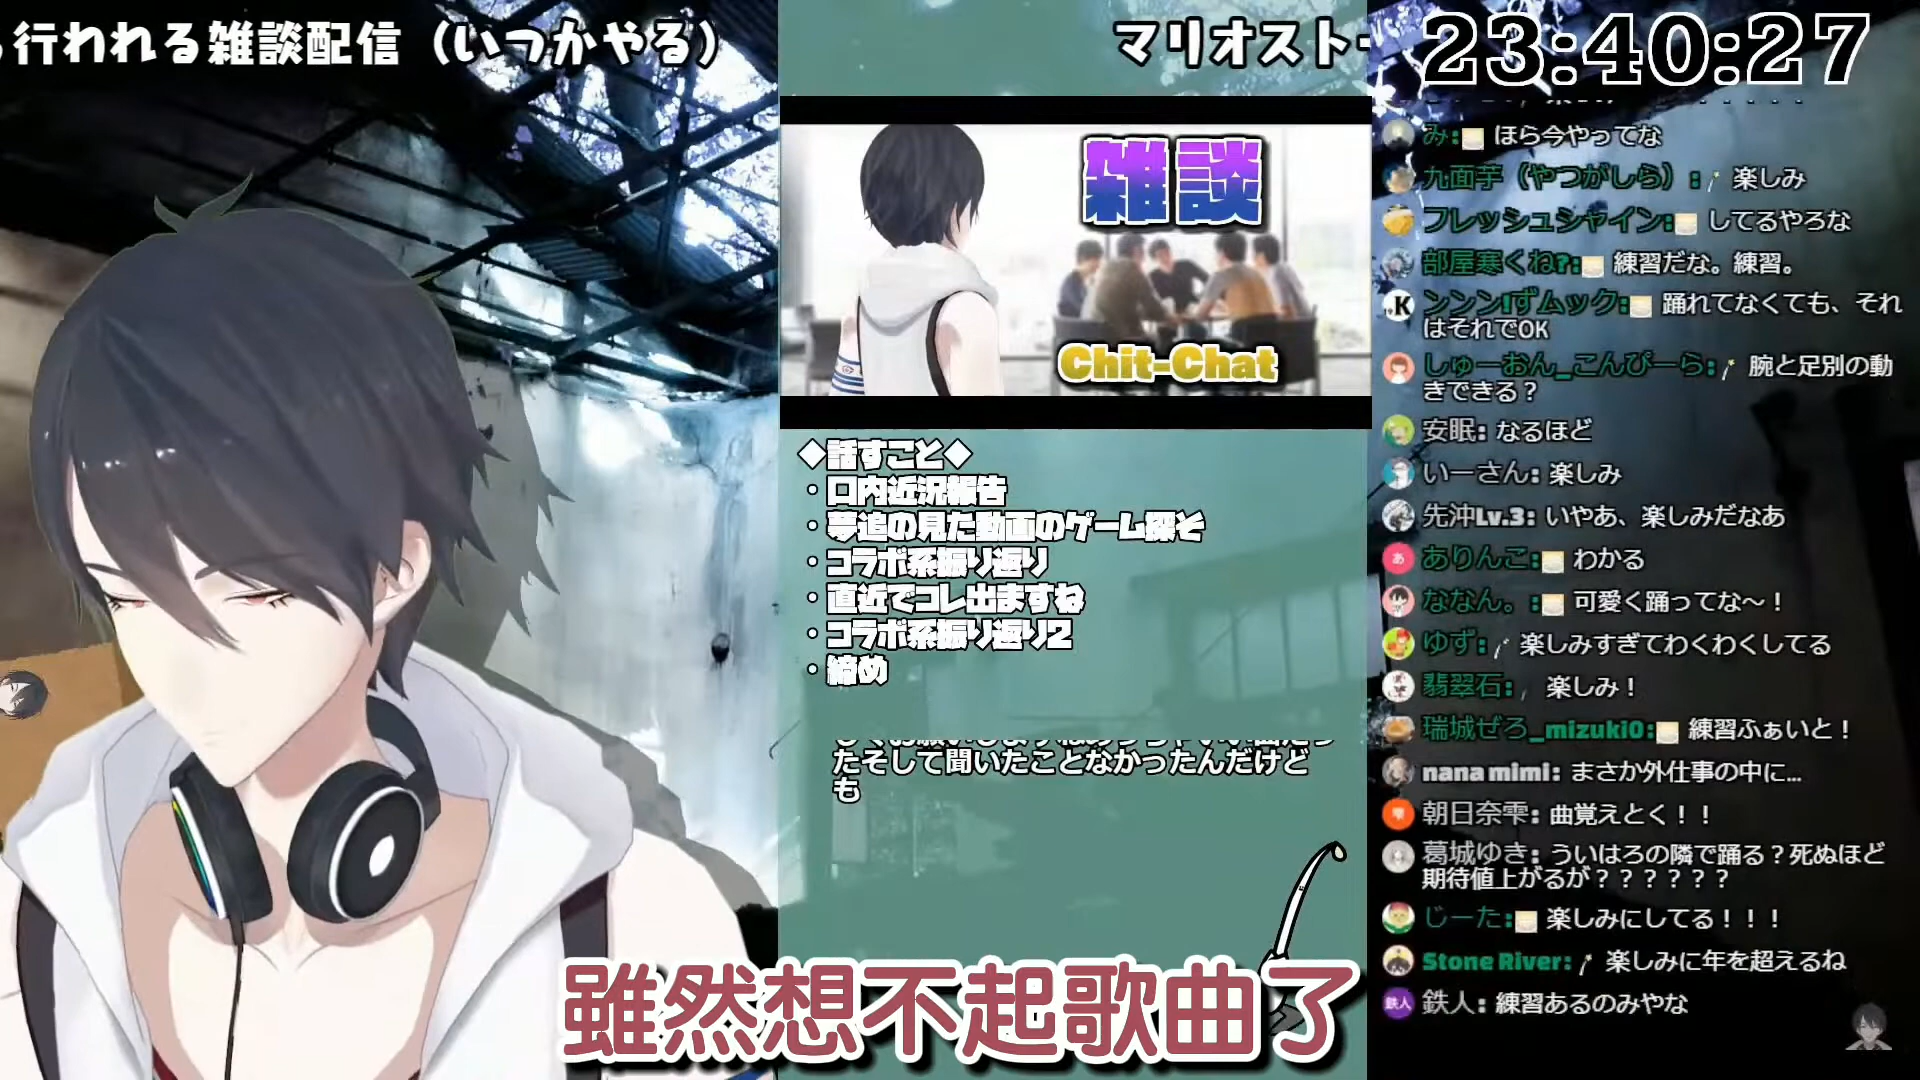 行われる雑談配信（いつかやる）
マリオスト
23:40:27
雑談
Chit-Chat
◆話すこと◆
・口内近況報告
・夢追の見た動画のゲーム探そ
・コラボ系振り返り
・直近でコレ出ますね
・コラボ系振り返り2
・締め
たそして聞いたことなかったんだけど
も
雖然想不起歌曲了
み: ほら今やってな
九面芋（やつがしら）: 楽しみ
フレッシュシャイン: してるやろな
部屋寒くね?: 練習だな。練習。
ンンン!ずムック: 踊れてなくても、それ
はそれでOK
しゅーおん_こんぴーら: 腕と足別の動
きできる？
安眠: なるほど
いーさん: 楽しみ
先沖Lv.3: いやあ、楽しみだなあ
ありんこ: わかる
ななん。: 可愛く踊ってな～！
ゆず: 楽しみすぎてわくわくしてる
翡翠石: 楽しみ！
瑞城ぜろ_mizuki0: 練習ふぁいと！
nana mimi: まさか外仕事の中に...
朝日奈雫: 曲覚えとく！！
葛城ゆき: ういはろの隣で踊る？死ぬほど
期待値上がるが？？？？？？
じーた: 楽しみにしてる！！！
Stone River: 楽しみに年を超えるね
鉄人 鉄人: 練習あるのみやな